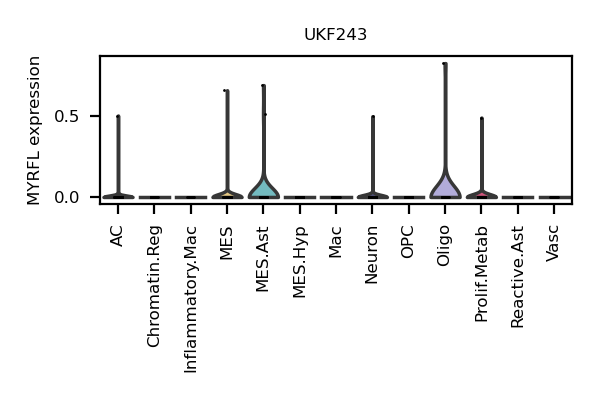 UKF243
MYRFL expression
0.5
0.0
AC
Chromatin.Reg
Inflammatory.Mac
MES
MES.Ast
MES.Hyp
Mac
Neuron
OPC
Oligo
Prolif.Metab
Reactive.Ast
Vasc